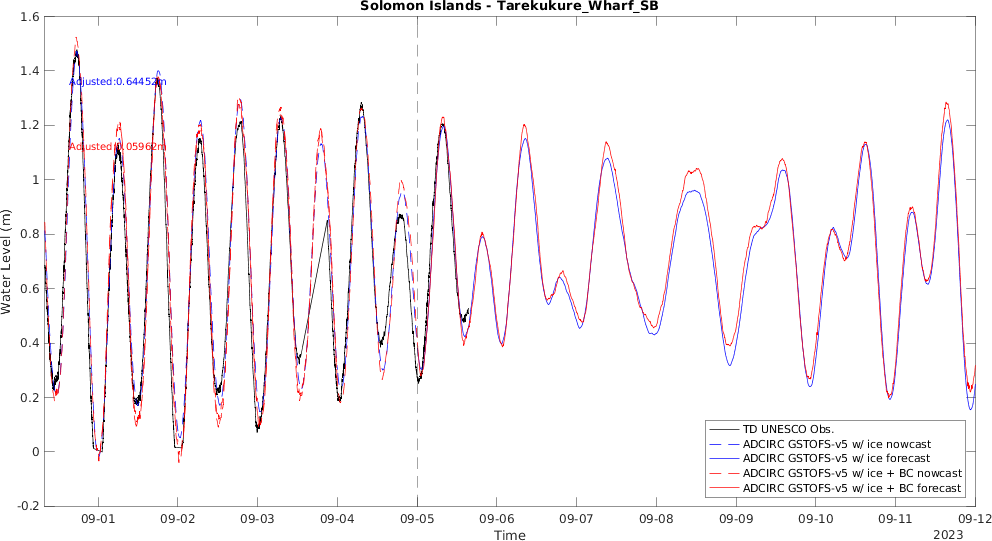 Solomon Islands - Tarekukure_Wharf_SB
1.6
1.4
1.2
1
0.8
0.6
0.4
0.2
0
-0.2
Water Level (m)
Adjusted:0.64452m
Adjusted: .05962m
TD UNESCO Obs.
ADCIRC GSTOFS-v5 w/ ice nowcast
ADCIRC GSTOFS-v5 w/ ice forecast
ADCIRC GSTOFS-v5 w/ ice + BC nowcast
ADCIRC GSTOFS-v5 w/ ice + BC forecast
09-01 09-02 09-03 09-04 09-05 09-06 09-07 09-08 09-09 09-10 09-11 09-12
Time
2023